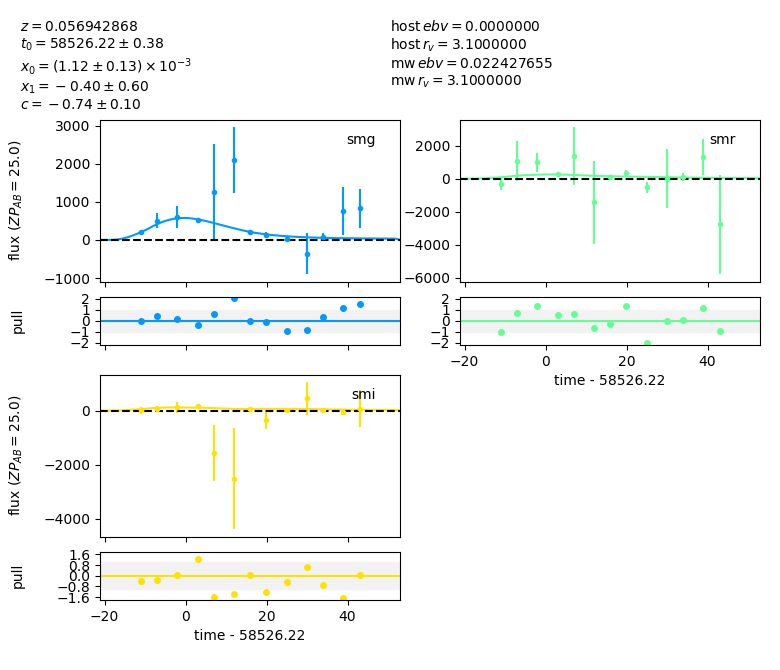 z = 0.056942868
t₀ = 58526.22 ± 0.38
x₀ = (1.12 ± 0.13) × 10⁻³
x₁ = −0.40 ± 0.60
c = −0.74 ± 0.10
host ebv = 0.0000000
host r_v = 3.1000000
mw ebv = 0.022427655
mw r_v = 3.1000000
smg
3000
2000
1000
0
−1000
flux (ZP_AB = 25.0)
2
1
0
−1
−2
pull
smr
2000
0
−2000
−4000
−6000
2
1
0
−1
−2
−20 0 20 40
time - 58526.22
smi
0
−2000
−4000
flux (ZP_AB = 25.0)
1.6
0.8
0.0
−0.8
−1.6
pull
−20 0 20 40
time - 58526.22